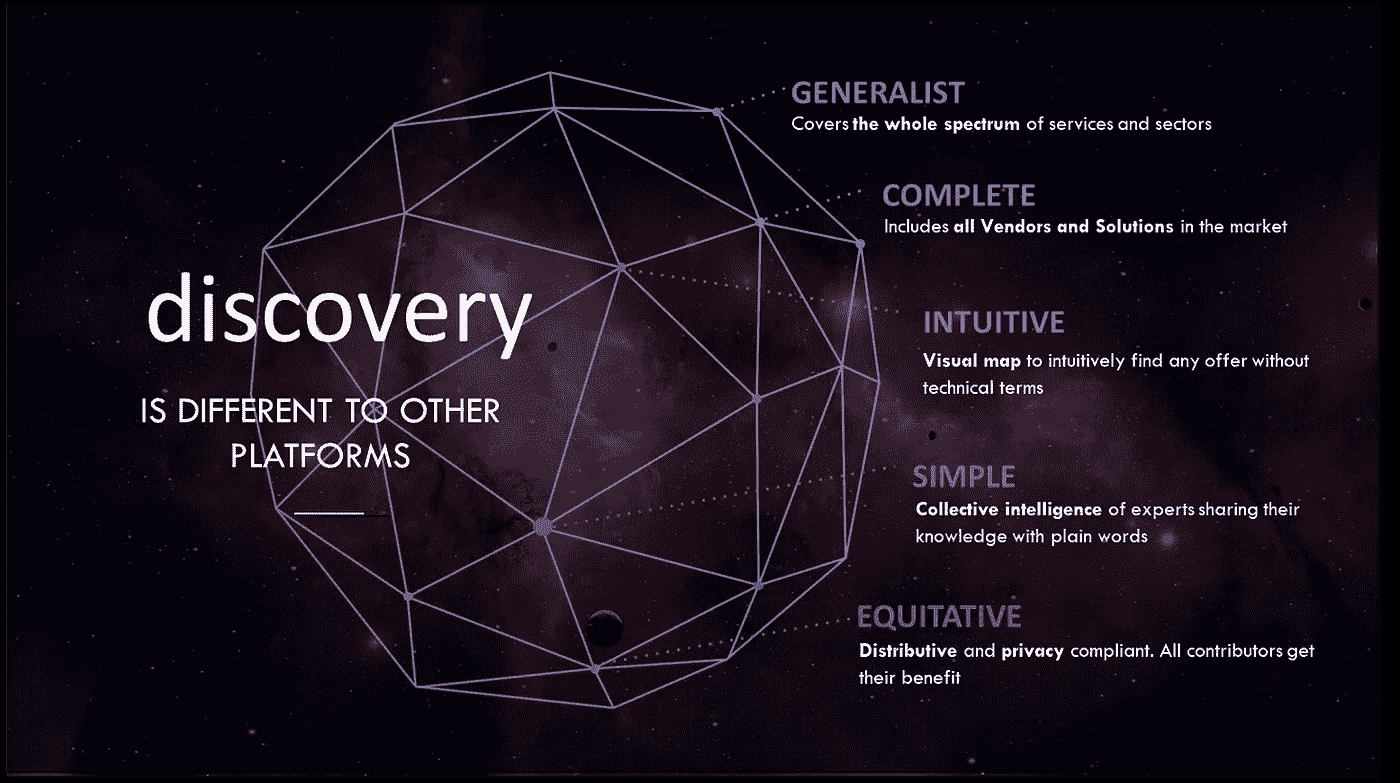 discovery
IS DIFFERENT TO OTHER
PLATFORMS
GENERALIST
Covers the whole spectrum of services and sectors
COMPLETE
Includes all Vendors and Solutions in the market
INTUITIVE
Visual map to intuitively find any offer without
technical terms
SIMPLE
Collective intelligence of experts sharing their
knowledge with plain words
EQUITATIVE
Distributive and privacy compliant. All contributors get
their benefit